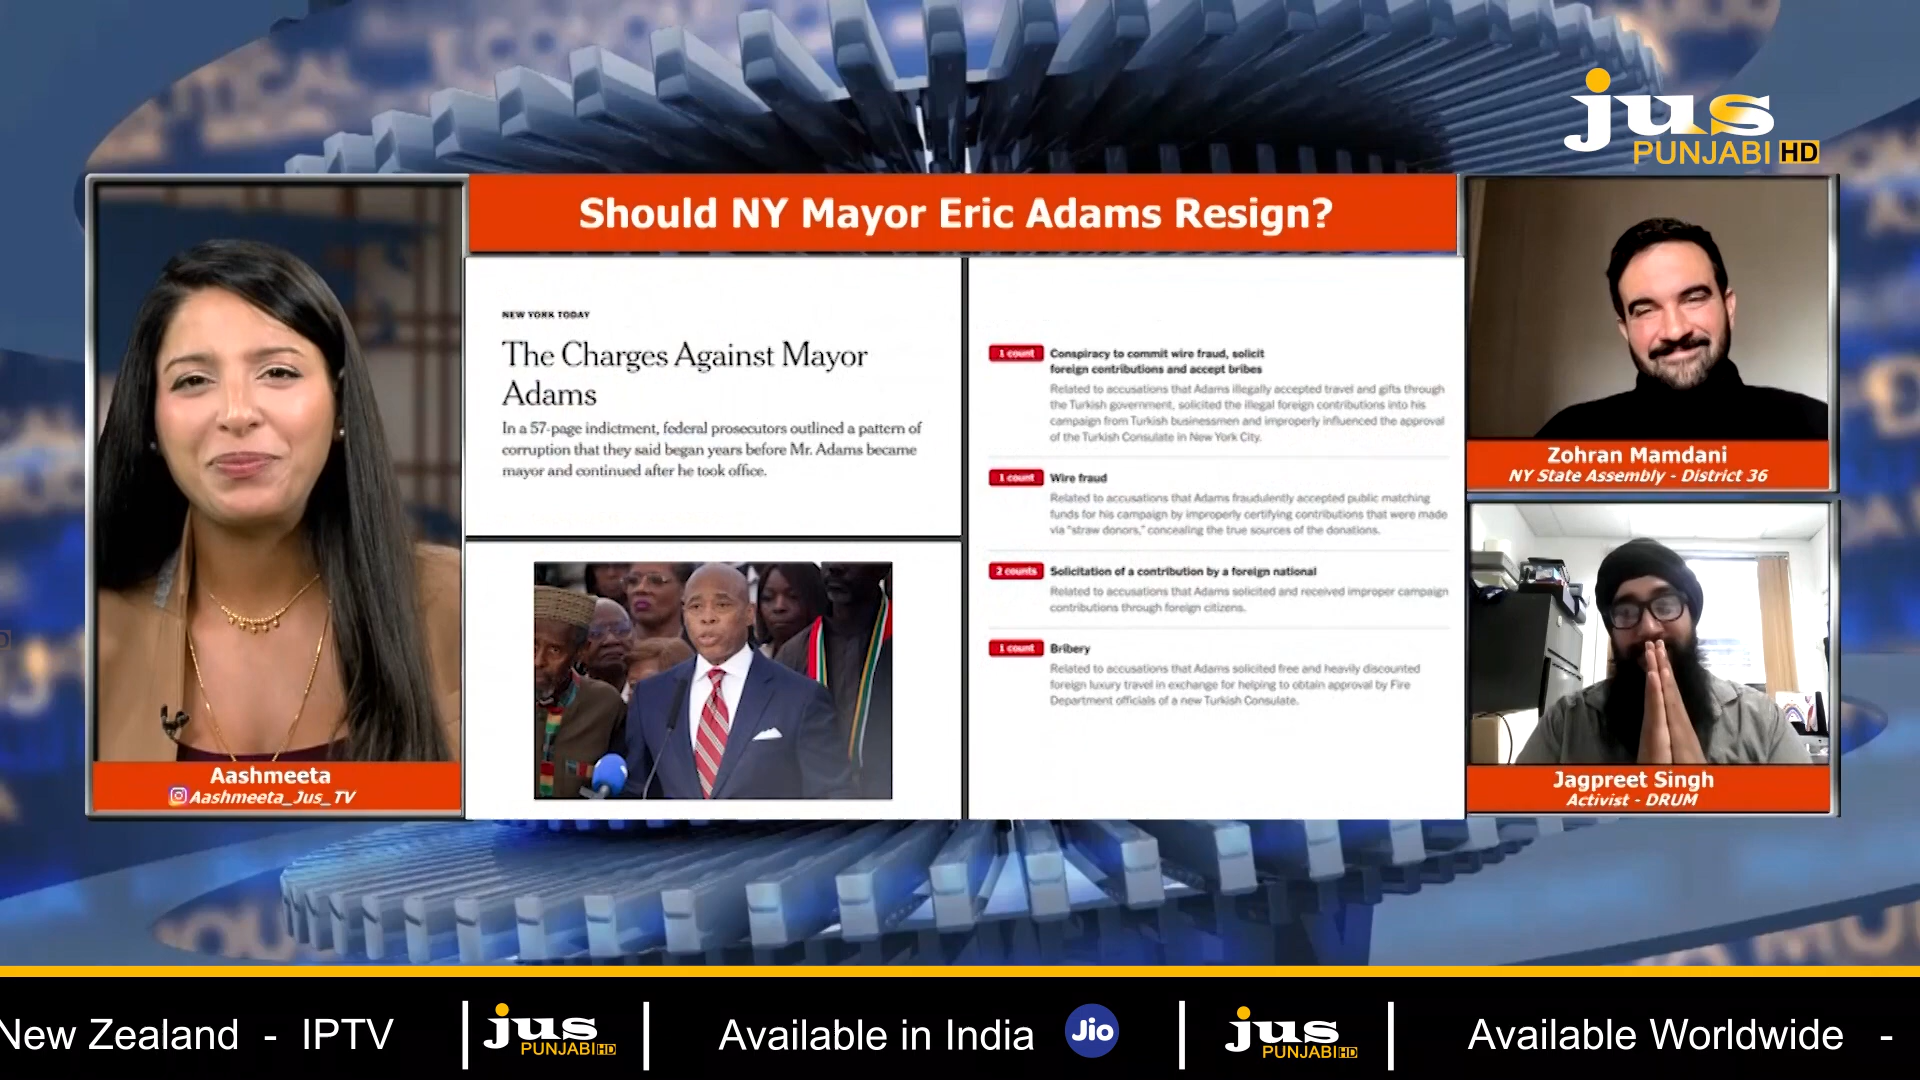 jus
PUNJABI HD
Should NY Mayor Eric Adams Resign?
NEW YORK TODAY
The Charges Against Mayor
Adams
In a 57-page indictment, federal prosecutors outlined a pattern of
corruption that they said began years before Mr. Adams became
mayor and continued after he took office.
1 count Conspiracy to commit wire fraud, solicit
foreign contributions and accept bribes
Related to accusations that Adams illegally accepted travel and gifts through
the Turkish government, solicited the illegal foreign contributions into his
campaign from Turkish businessmen and improperly influenced the approval
of the Turkish Consulate in New York City.
1 count Wire fraud
Related to accusations that Adams fraudulently accepted public matching
funds for his campaign by improperly certifying contributions that were made
via "straw donors," concealing the true sources of the donations.
2 counts Solicitation of a contribution by a foreign national
Related to accusations that Adams solicited and received improper campaign
contributions through foreign citizens.
1 count Bribery
Related to accusations that Adams solicited free and heavily discounted
foreign luxury travel in exchange for helping to obtain approval by Fire
Department officials of a new Turkish Consulate.
Zohran Mamdani
NY State Assembly - District 36
Jagpreet Singh
Activist - DRUM
Aashmeeta
Aashmeeta_Jus_TV
New Zealand - IPTV | jus PUNJABI HD | Available in India Jio | jus PUNJABI HD | Available Worldwide -